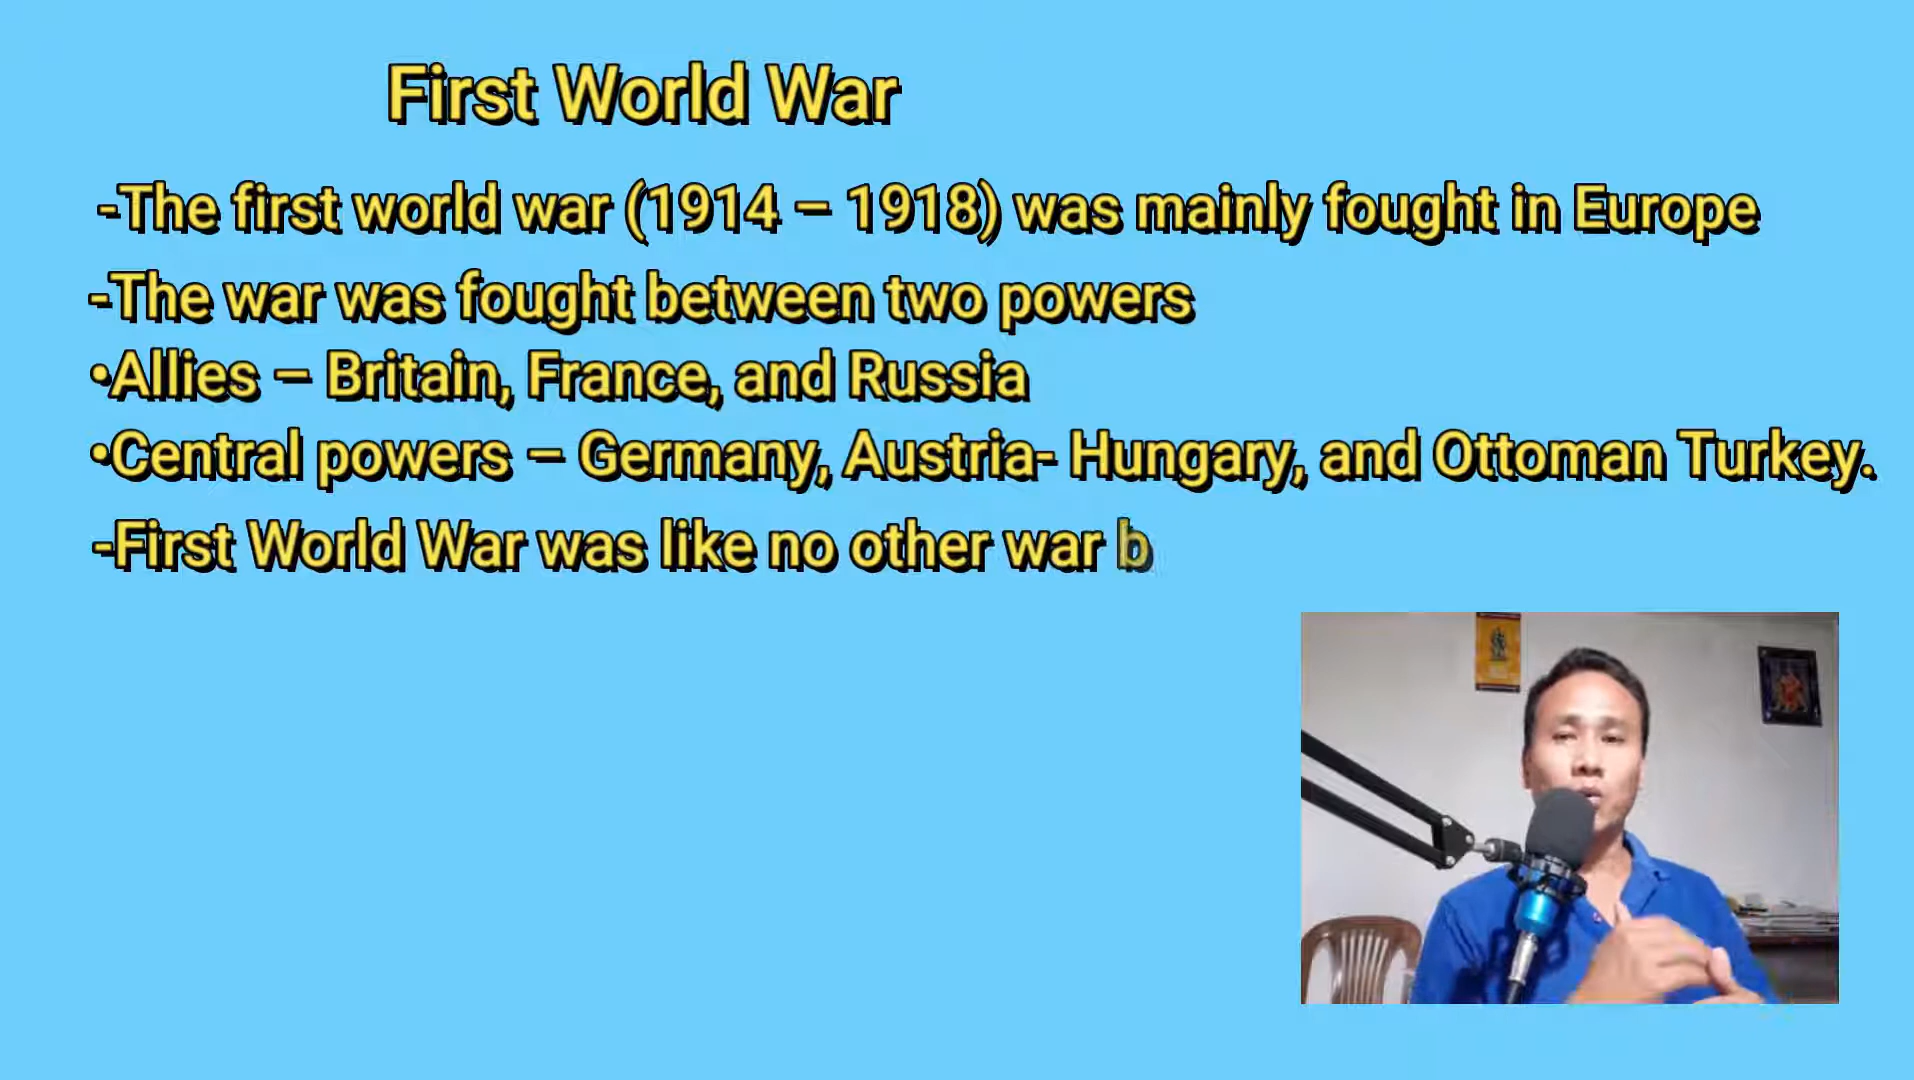 First World War
-The first world war (1914 – 1918) was mainly fought in Europe
-The war was fought between two powers
•Allies – Britain, France, and Russia
•Central powers – Germany, Austria- Hungary, and Ottoman Turkey.
-First World War was like no other war b